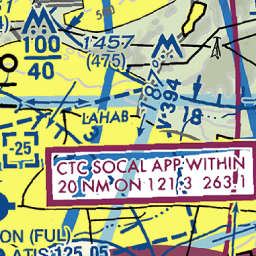 100
40
1457
(475)
187°
V-394
18
LAHAB
-25
CTC SOCAL APP WITHIN
20 NM ON 121.3 263.1
ON (FUL)
ATIS 125.05